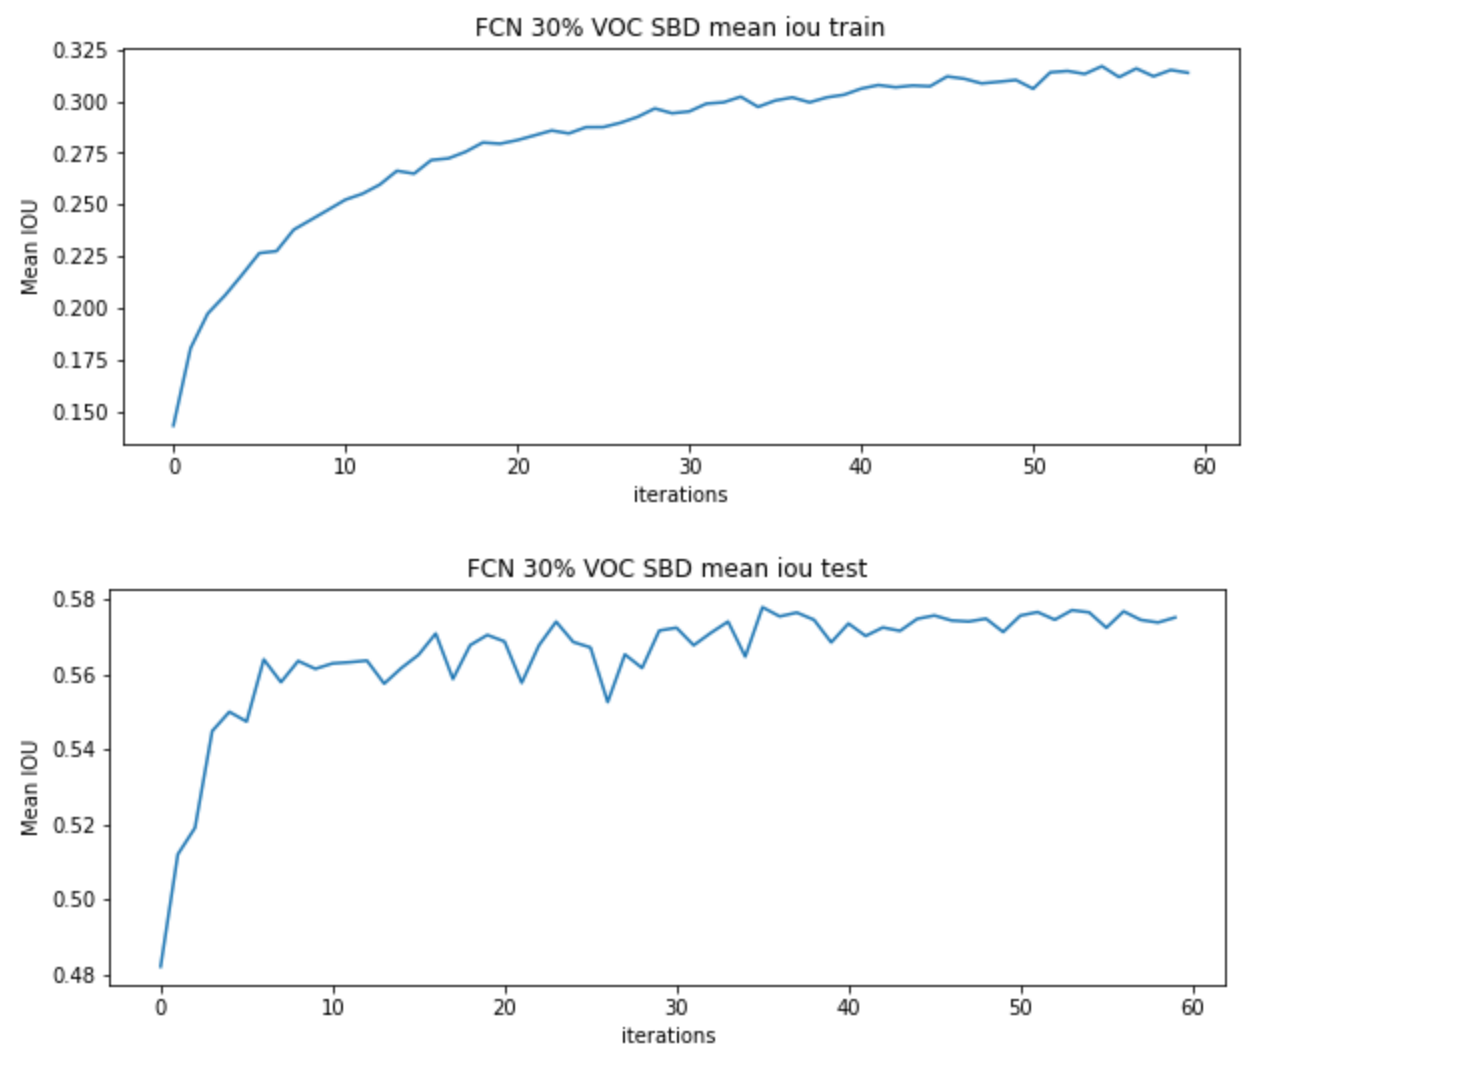 FCN 30% VOC SBD mean iou train
0.325
0.300
0.275
0.250
0.225
0.200
0.175
0.150
Mean IOU
0 10 20 30 40 50 60
iterations
FCN 30% VOC SBD mean iou test
0.58
0.56
0.54
0.52
0.50
0.48
Mean IOU
0 10 20 30 40 50 60
iterations